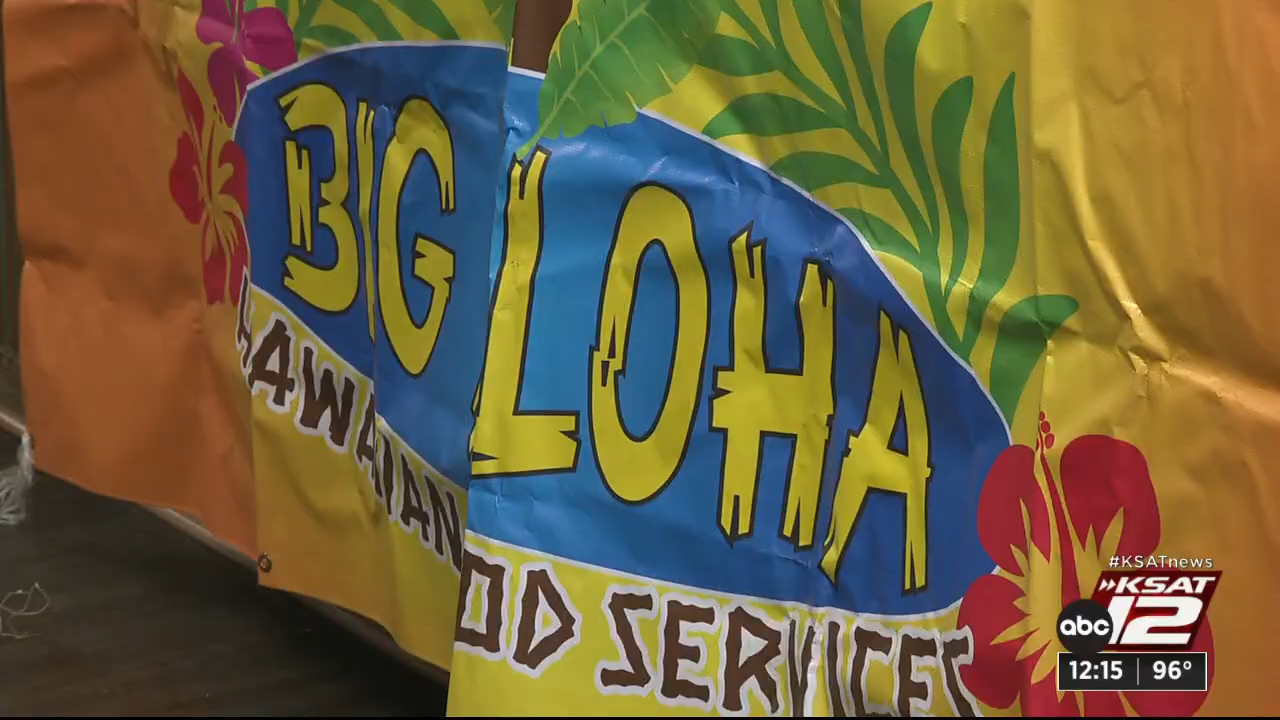 BIG LOHA
HAWAIIAN OD SERVICES
#KSATnews
KSAT
abc 12
12:15 96°